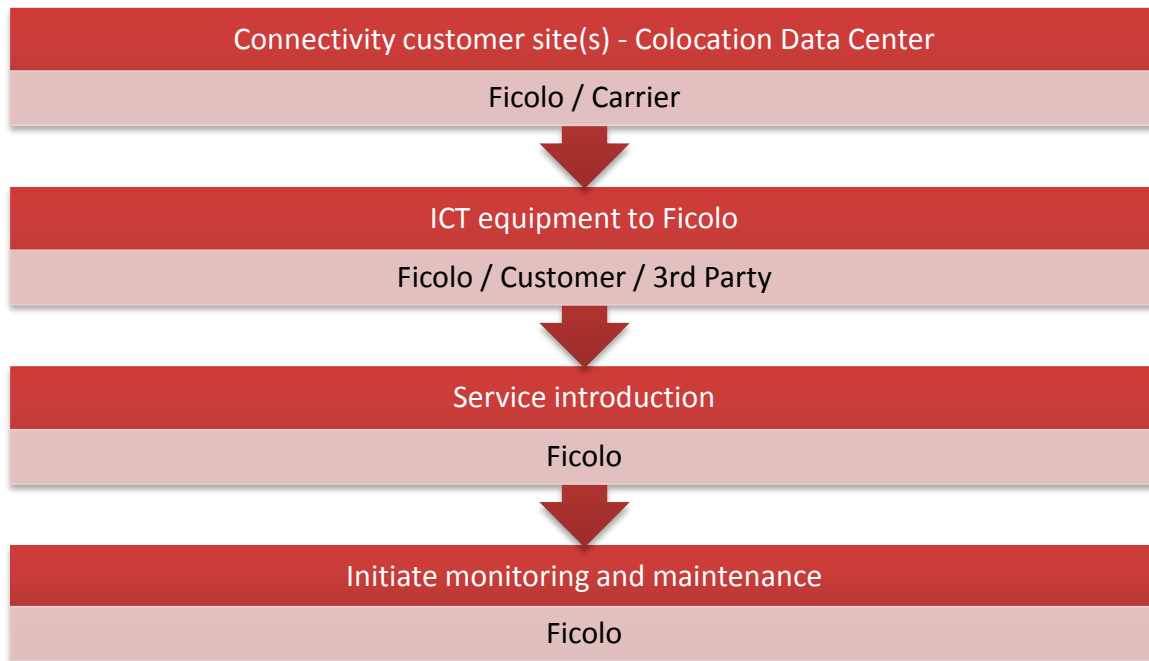 Connectivity customer site(s) - Colocation Data Center
Ficolo / Carrier
ICT equipment to Ficolo
Ficolo / Customer / 3rd Party
Service introduction
Ficolo
Initiate monitoring and maintenance
Ficolo